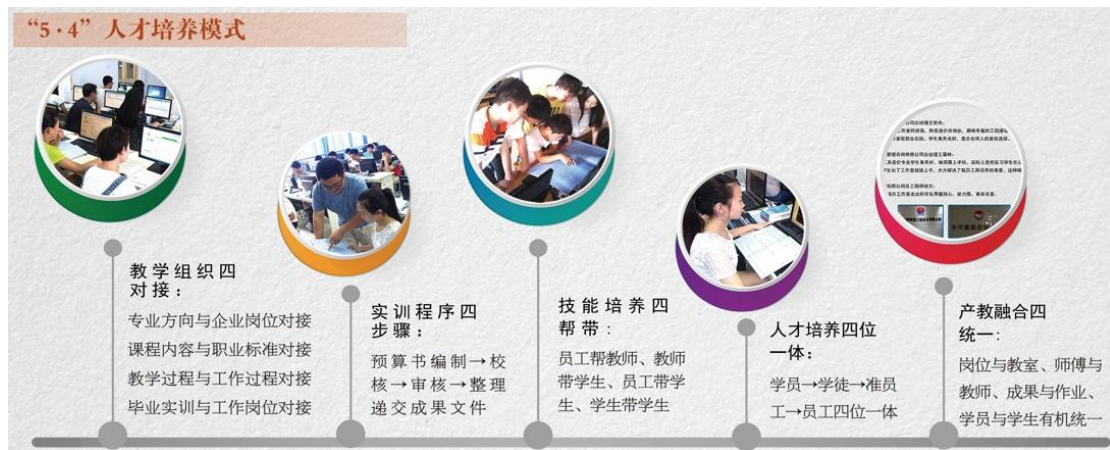 “5·4”人才培养模式
教学组织四
对接：
专业方向与企业岗位对接
课程内容与职业标准对接
教学过程与工作过程对接
毕业实训与工作岗位对接
实训程序四
步骤：
预算书编制→校
核→审核→整理
递交成果文件
技能培养四
帮带：
员工帮教师、教师
带学生、员工带学
生、学生带学生
人才培养四位
一体：
学员→学徒→准员
工→员工四位一体
产教融合四
统一：
岗位与教室、师傅与
教师、成果与作业、
学员与学生有机统一